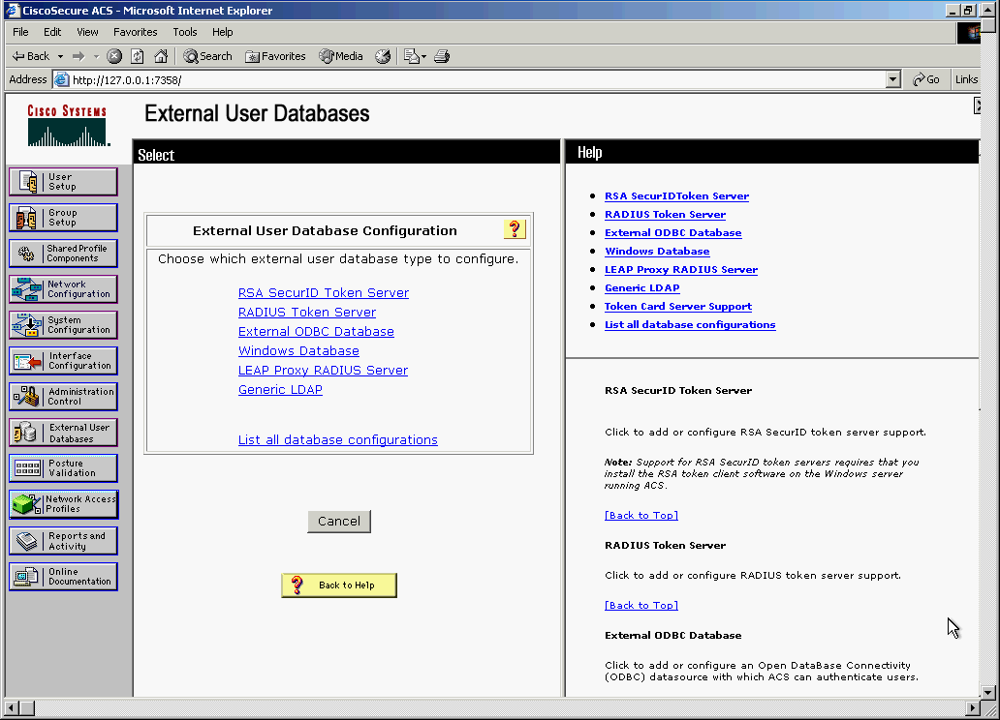 CiscoSecure ACS - Microsoft Internet Explorer
File Edit View Favorites Tools Help
Back Search Favorites Media
Address http://127.0.0.1:7358/ Go Links
CISCO SYSTEMS
External User Databases
Select
User
Setup
Group
Setup
Shared Profile
Components
Network
Configuration
System
Configuration
Interface
Configuration
Administration
Control
External User
Databases
Posture
Validation
Network Access
Profiles
Reports and
Activity
Online
Documentation
External User Database Configuration
?
Choose which external user database type to configure.
RSA SecurID Token Server
RADIUS Token Server
External ODBC Database
Windows Database
LEAP Proxy RADIUS Server
Generic LDAP
List all database configurations
Cancel
? Back to Help
Help
RSA SecurIDToken Server
RADIUS Token Server
External ODBC Database
Windows Database
LEAP Proxy RADIUS Server
Generic LDAP
Token Card Server Support
List all database configurations
RSA SecurID Token Server
Click to add or configure RSA SecurID token server support.
Note: Support for RSA SecurID token servers requires that you
install the RSA token client software on the Windows server
running ACS.
[Back to Top]
RADIUS Token Server
Click to add or configure RADIUS token server support.
[Back to Top]
External ODBC Database
Click to add or configure an Open DataBase Connectivity
(ODBC) datasource with which ACS can authenticate users.